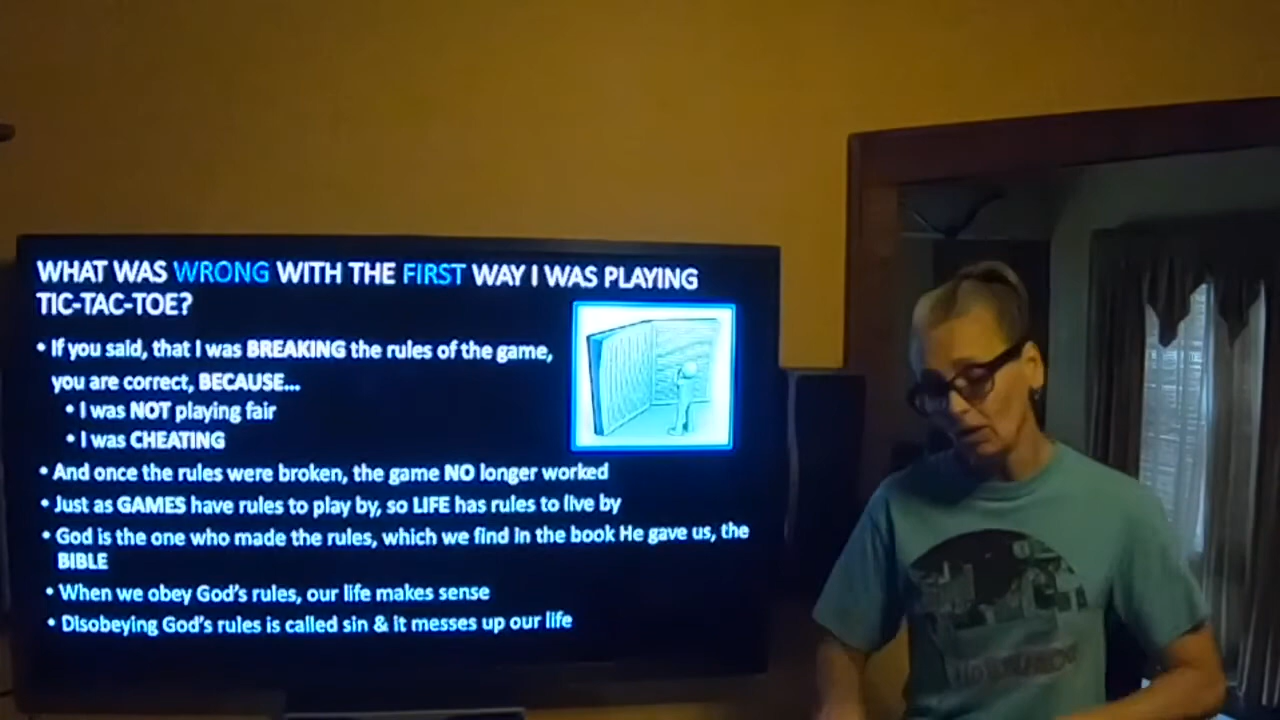 WHAT WAS WRONG WITH THE FIRST WAY I WAS PLAYING
TIC-TAC-TOE?
• If you said, that I was BREAKING the rules of the game,
you are correct, BECAUSE...
• I was NOT playing fair
• I was CHEATING
• And once the rules were broken, the game NO longer worked
• Just as GAMES have rules to play by, so LIFE has rules to live by
• God is the one who made the rules, which we find in the book He gave us, the
BIBLE
• When we obey God's rules, our life makes sense
• Disobeying God's rules is called sin & it messes up our life